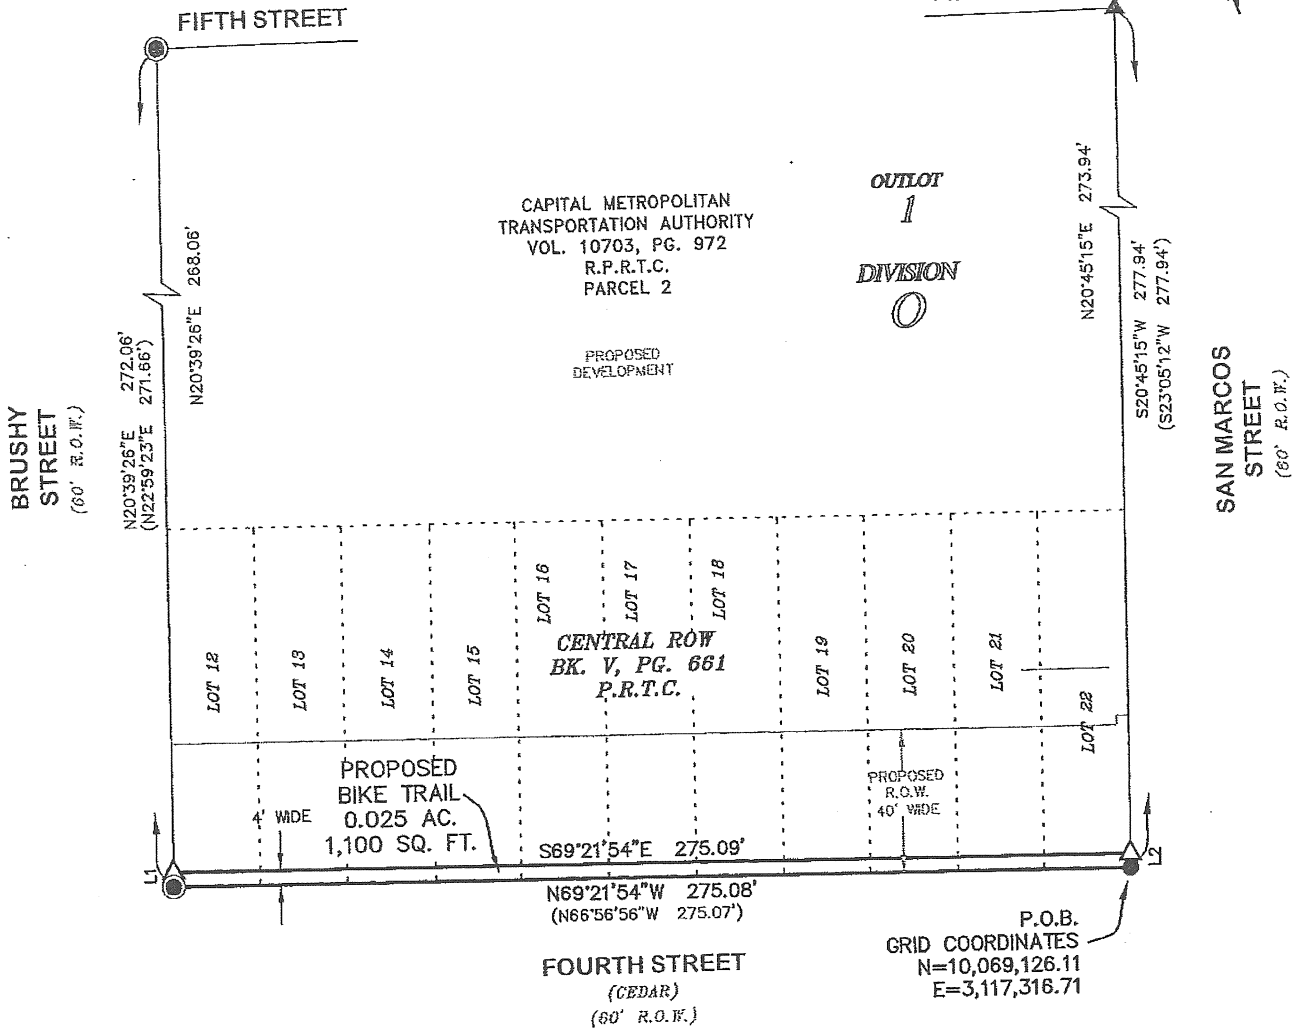 FIFTH STREET
CAPITAL METROPOLITAN
TRANSPORTATION AUTHORITY
VOL. 10703, PG. 972
R.P.R.T.C.
PARCEL 2
OUTLOT
1
DIVISION
O
PROPOSED
DEVELOPMENT
BRUSHY
STREET
(60' R.O.W.)
N20°39'26"E 272.06'
(N22°59'23"E 271.66')
N20°39'26"E 268.06'
N20°45'15"E 273.94'
S20°45'15"W 277.94'
(S23°05'12"W 277.94')
SAN MARCOS
STREET
(60' R.O.W.)
LOT 12
LOT 13
LOT 14
LOT 15
LOT 16
LOT 17
LOT 18
LOT 19
LOT 20
LOT 21
LOT 22
CENTRAL ROW
BK. V, PG. 661
P.R.T.C.
PROPOSED
BIKE TRAIL
0.025 AC.
1,100 SQ. FT.
4' WIDE
PROPOSED
R.O.W.
40' WIDE
L1
L2
S69°21'54"E 275.09'
N69°21'54"W 275.08'
(N66°56'56"W 275.07')
P.O.B.
GRID COORDINATES
N=10,069,126.11
E=3,117,316.71
FOURTH STREET
(CEDAR)
(60' R.O.W.)